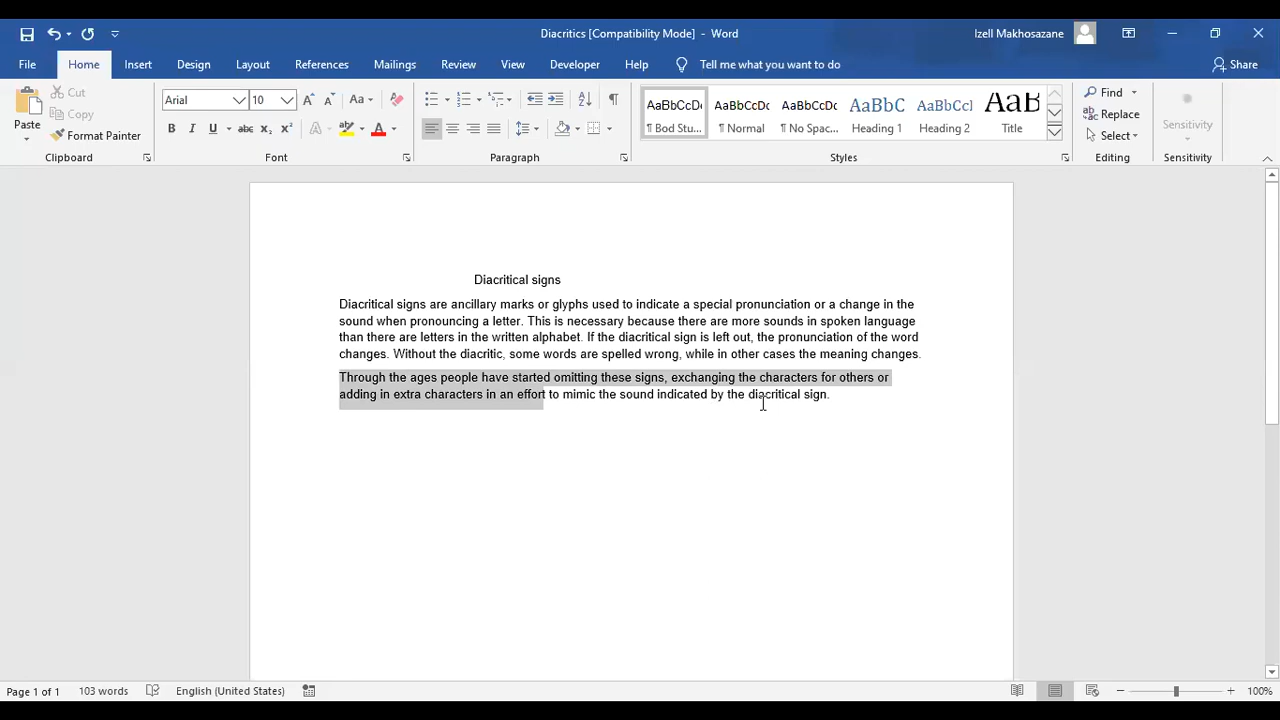 Diacritics [Compatibility Mode] - Word
Izell Makhosazane
File Home Insert Design Layout References Mailings Review View Developer Help Tell me what you want to do Share
Paste
Cut
Copy
Format Painter
Clipboard
Arial 10
Font
Paragraph
AaBbCcDc AaBbCcDc AaBbCcDc AaBbC AaBbCcI AaB
¶ Bod Stu... ¶ Normal ¶ No Spac... Heading 1 Heading 2 Title
Styles
Find
Replace
Select
Editing
Sensitivity
Sensitivity
Diacritical signs
Diacritical signs are ancillary marks or glyphs used to indicate a special pronunciation or a change in the
sound when pronouncing a letter. This is necessary because there are more sounds in spoken language
than there are letters in the written alphabet. If the diacritical sign is left out, the pronunciation of the word
changes. Without the diacritic, some words are spelled wrong, while in other cases the meaning changes.
Through the ages people have started omitting these signs, exchanging the characters for others or
adding in extra characters in an effort to mimic the sound indicated by the diacritical sign.
Page 1 of 1 103 words English (United States) 100%